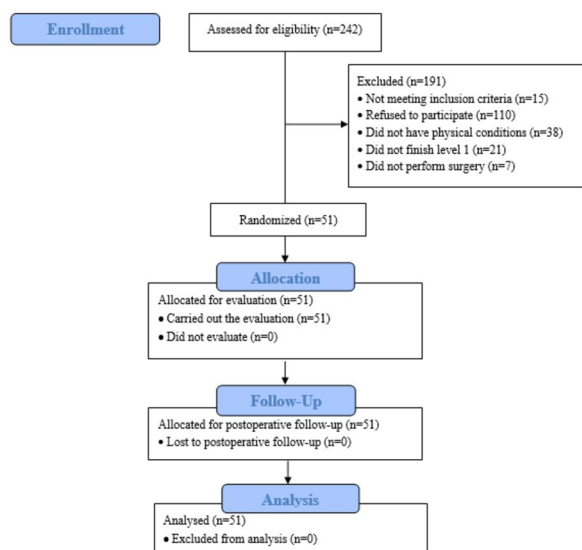 Enrollment
Assessed for eligibility (n=242)
Excluded (n=191)
• Not meeting inclusion criteria (n=15)
• Refused to participate (n=110)
• Did not have physical conditions (n=38)
• Did not finish level 1 (n=21)
• Did not perform surgery (n=7)
Randomized (n=51)
Allocation
Allocated for evaluation (n=51)
• Carried out the evaluation (n=51)
• Did not evaluate (n=0)
Follow-Up
Allocated for postoperative follow-up (n=51)
• Lost to postoperative follow-up (n=0)
Analysis
Analysed (n=51)
• Excluded from analysis (n=0)